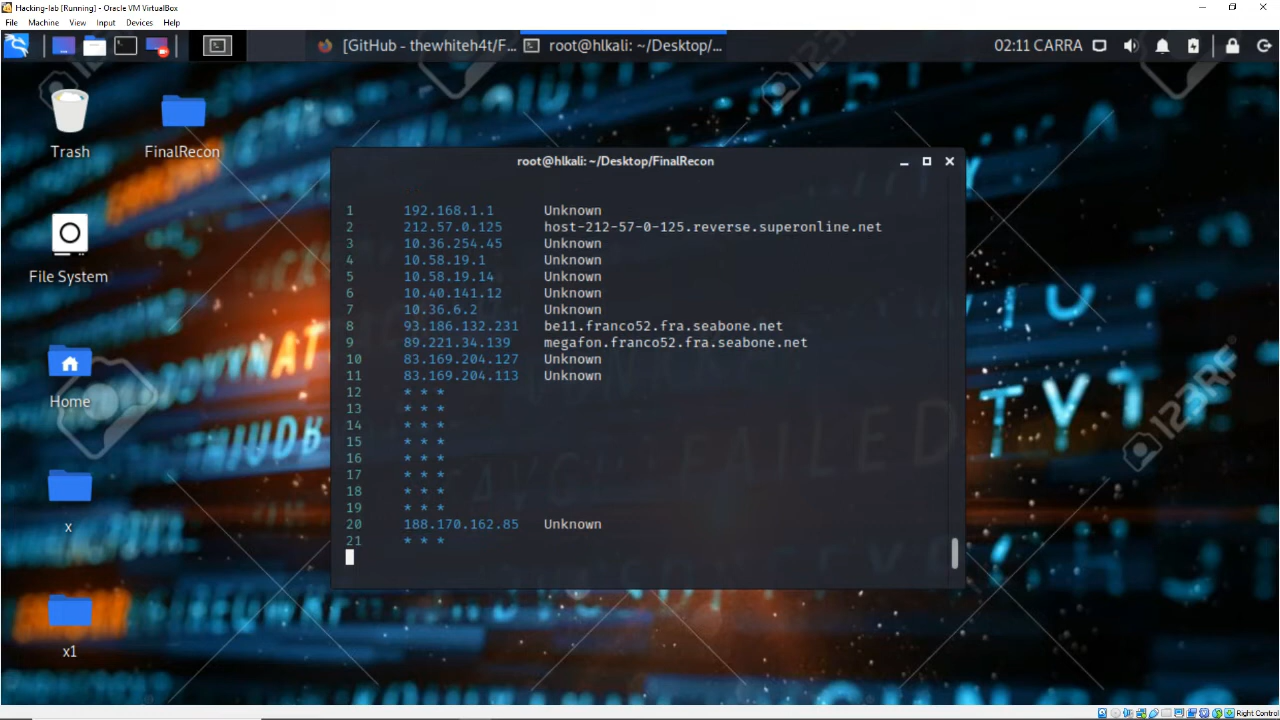 Hacking-lab [Running] - Oracle VM VirtualBox
File Machine View Input Devices Help
[GitHub - thewhiteh4t/F... root@hlkali: ~/Desktop/... 02:11 CARRA
Trash FinalRecon
File System
Home
x
x1
root@hlkali: ~/Desktop/FinalRecon
1 192.168.1.1 Unknown
2 212.57.0.125 host-212-57-0-125.reverse.superonline.net
3 10.36.254.45 Unknown
4 10.58.19.1 Unknown
5 10.58.19.14 Unknown
6 10.40.141.12 Unknown
7 10.36.6.2 Unknown
8 93.186.132.231 be11.franco52.fra.seabone.net
9 89.221.34.139 megafon.franco52.fra.seabone.net
10 83.169.204.127 Unknown
11 83.169.204.113 Unknown
12 * * *
13 * * *
14 * * *
15 * * *
16 * * *
17 * * *
18 * * *
19 * * *
20 188.170.162.85 Unknown
21 * * *
FAILED
TVT
123RF
Right Control